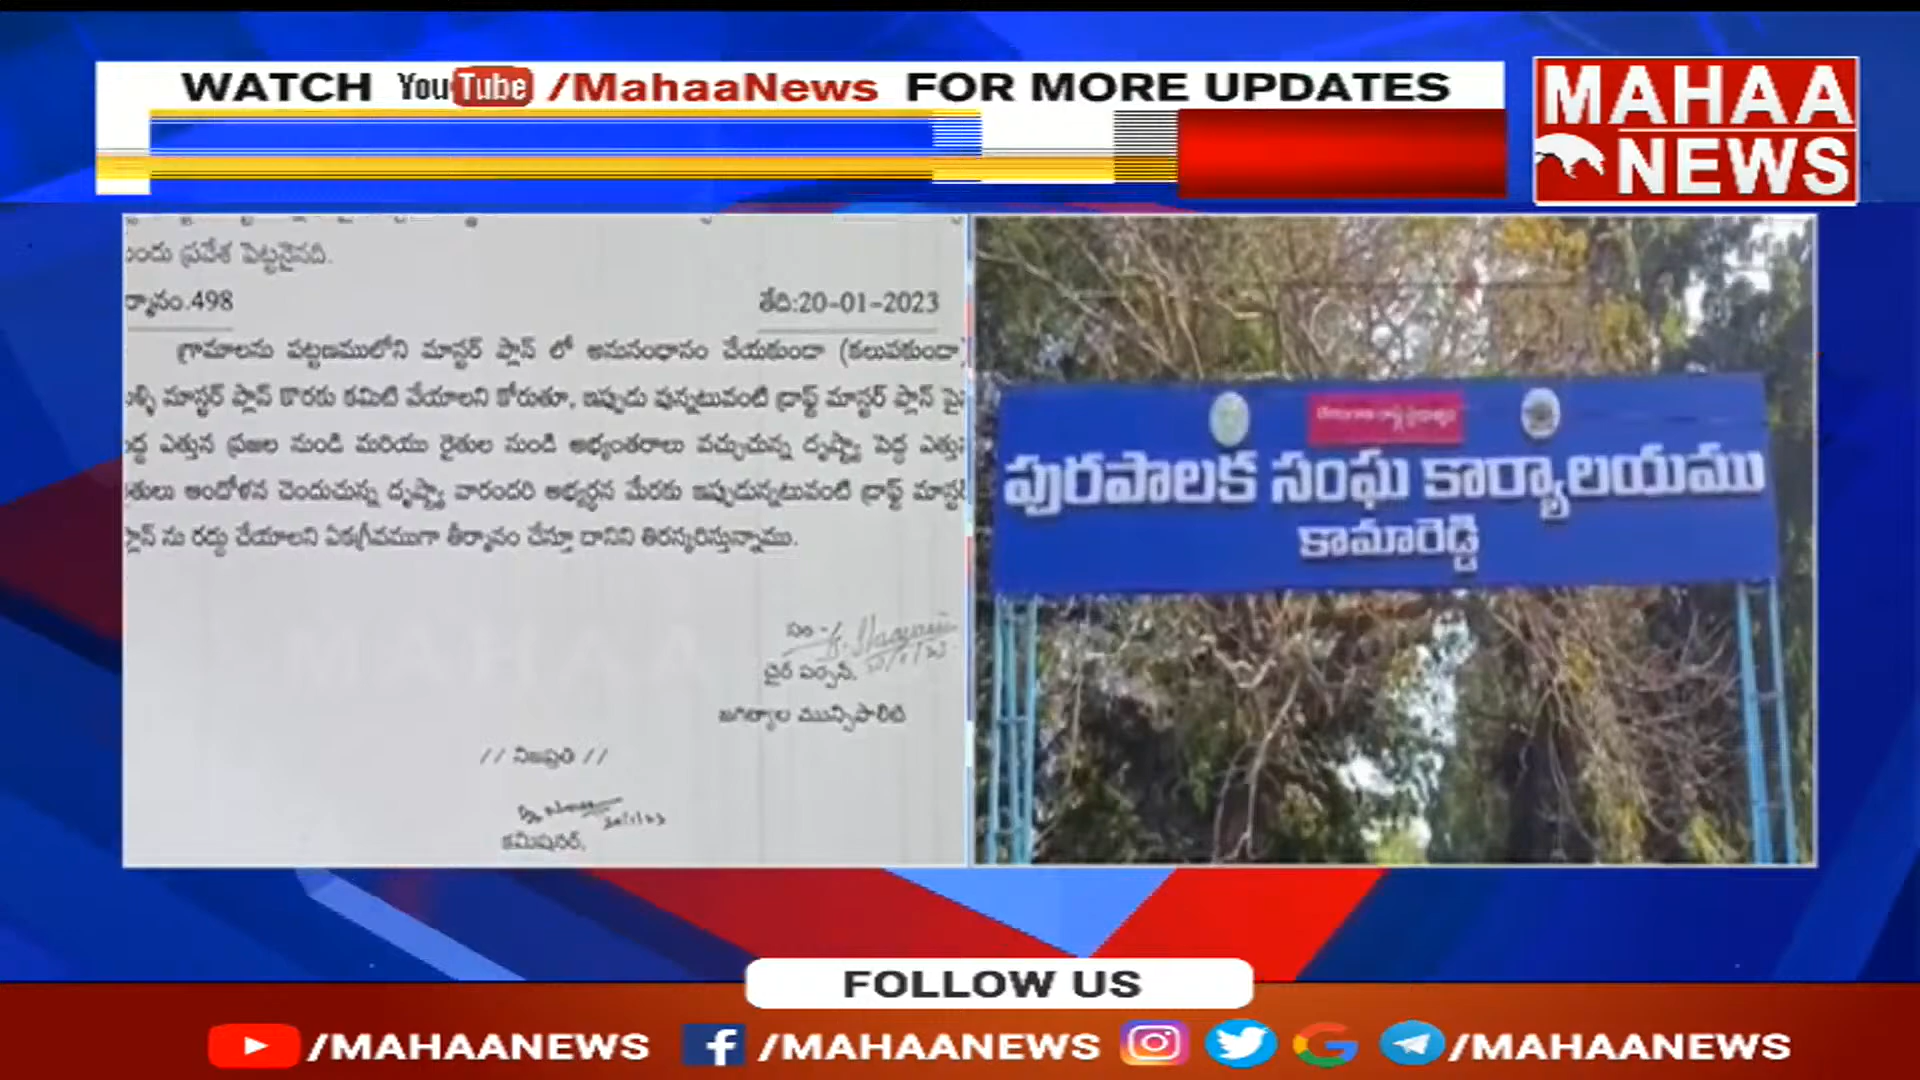 WATCH YouTube /MahaaNews FOR MORE UPDATES
MAHAA
NEWS
ందు ప్రవేశ పెట్టనైనది.
ర్మానం.498
తేది:20-01-2023
గ్రామాలను పట్టణములోని మాస్టర్ ప్లాన్ లో అనుసంధానం చేయకుండా (కలుపకుండా)
మళ్ళీ మాస్టర్ ప్లాన్ కొరకు కమిటి వేయాలని కోరుతూ, ఇప్పుడు వున్నటువంటి డ్రాఫ్ట్ మాస్టర్ ప్లాన్ పై
పెద్ద ఎత్తున ప్రజల నుండి మరియు రైతుల నుండి అభ్యంతరాలు వచ్చుచున్న దృష్ట్యా పెద్ద ఎత్తున
రైతులు ఆందోళన చెందుచున్న దృష్ట్యా వారందరి అభ్యర్థన మేరకు ఇప్పుడున్నటువంటి డ్రాఫ్ట్ మాస్టర్
ప్లాన్ ను రద్దు చేయాలని ఏకగ్రీవముగా తీర్మానం చేస్తూ దానిని తిరస్కరిస్తున్నాము.
సం-/
చైర్ పర్సన్,
జగిత్యాల మున్సిపాలిటి
// నిజప్రతి //
కమిషనర్,
పురపాలక సంఘ కార్యాలయము
కామారెడ్డి
FOLLOW US
/MAHAANEWS /MAHAANEWS /MAHAANEWS